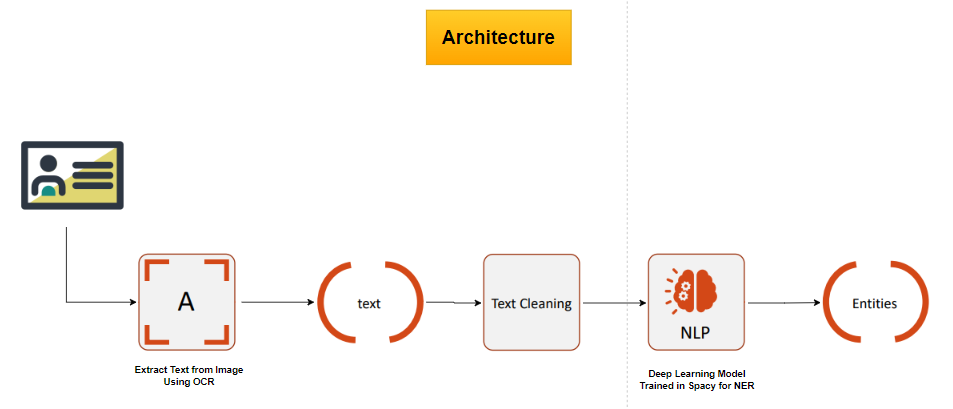 Architecture
A
text
Text Cleaning
NLP
Entities
Extract Text from Image
Using OCR
Deep Learning Model
Trained in Spacy for NER